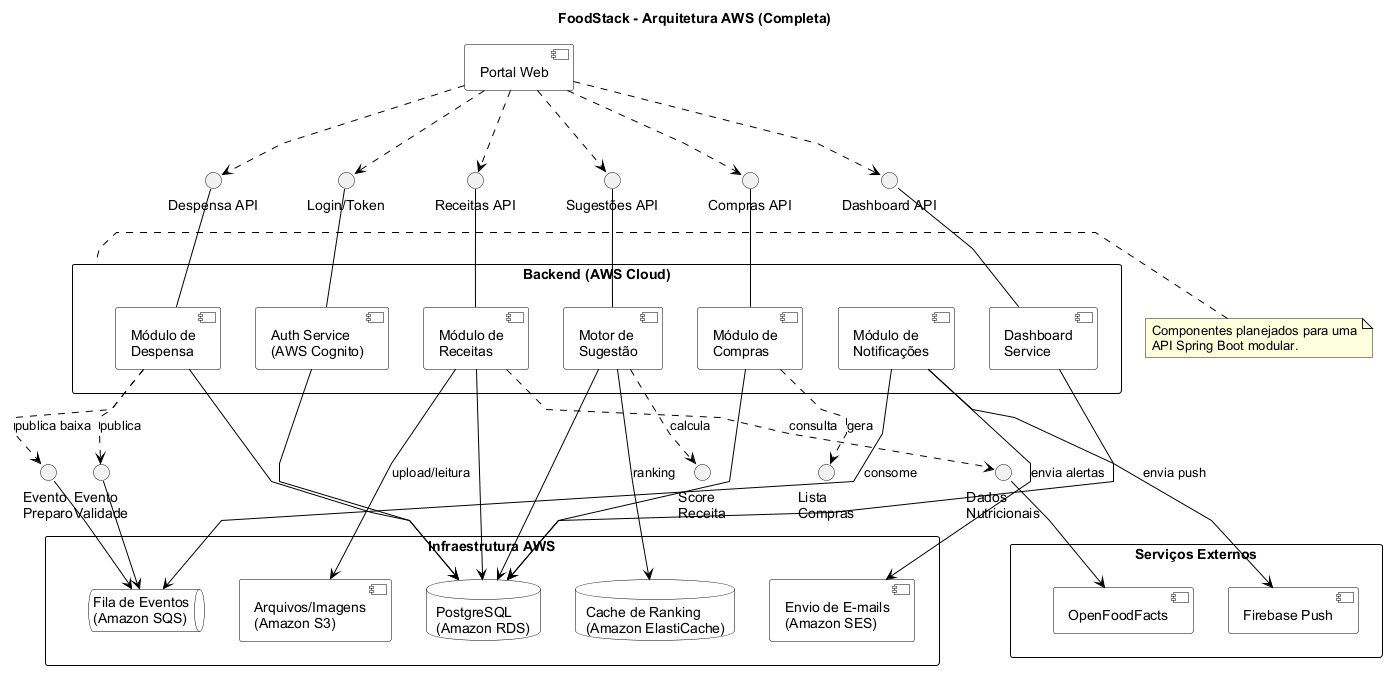 FoodStack - Arquitetura AWS (Completa)
Portal Web
Despensa API
Login/Token
Receitas API
Sugestões API
Compras API
Dashboard API
Backend (AWS Cloud)
Módulo de
Despensa
Auth Service
(AWS Cognito)
Módulo de
Receitas
Motor de
Sugestão
Módulo de
Compras
Módulo de
Notificações
Dashboard
Service
Componentes planejados para uma
API Spring Boot modular.
publica baixa
publica
calcula
consulta
gera
upload/leitura
ranking
consome
envia alertas
envia push
Evento
Preparo
Evento
Validade
Score
Receita
Lista
Compras
Dados
Nutricionais
Infraestrutura AWS
Fila de Eventos
(Amazon SQS)
Arquivos/Imagens
(Amazon S3)
PostgreSQL
(Amazon RDS)
Cache de Ranking
(Amazon ElastiCache)
Envio de E-mails
(Amazon SES)
Serviços Externos
OpenFoodFacts
Firebase Push